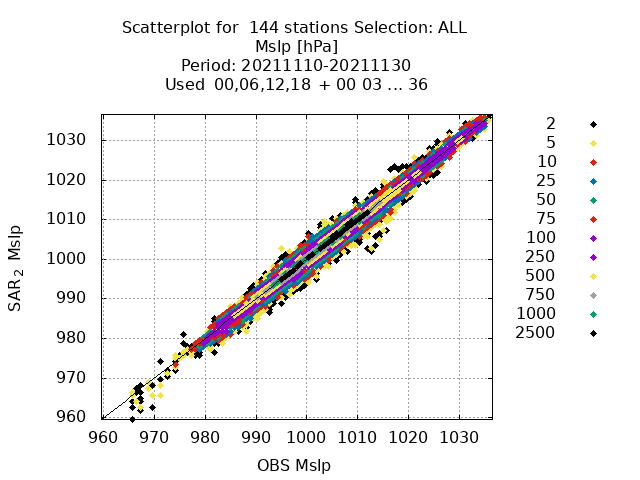 Scatterplot for 144 stations Selection: ALL
Mslp [hPa]
Period: 20211110-20211130
Used 00,06,12,18 + 00 03 ... 36
SAR2 Mslp
1030
1020
1010
1000
990
980
970
960
960 970 980 990 1000 1010 1020 1030
OBS Mslp
2
5
10
25
50
75
100
250
500
750
1000
2500